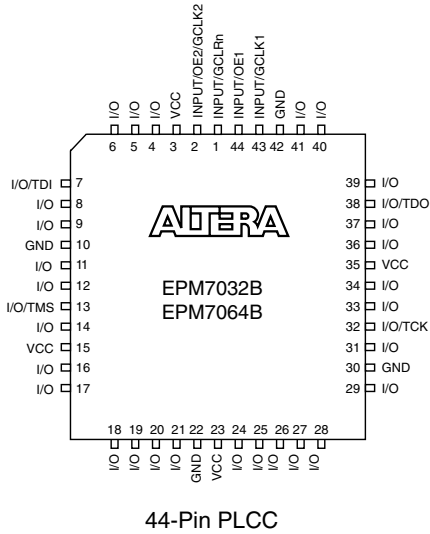 I/O I/O I/O VCC INPUT/OE2/GCLK2 INPUT/GCLRn INPUT/OE1 INPUT/GCLK1 GND I/O I/O
6 5 4 3 2 1 44 43 42 41 40
I/O/TDI 7 39 I/O
I/O 8 38 I/O/TDO
I/O 9 37 I/O
GND 10 36 I/O
I/O 11 35 VCC
I/O 12 34 I/O
I/O/TMS 13 33 I/O
I/O 14 32 I/O/TCK
VCC 15 31 I/O
I/O 16 30 GND
I/O 17 29 I/O
ALTERA
EPM7032B
EPM7064B
18 19 20 21 22 23 24 25 26 27 28
I/O I/O I/O I/O GND VCC I/O I/O I/O I/O I/O
44-Pin PLCC